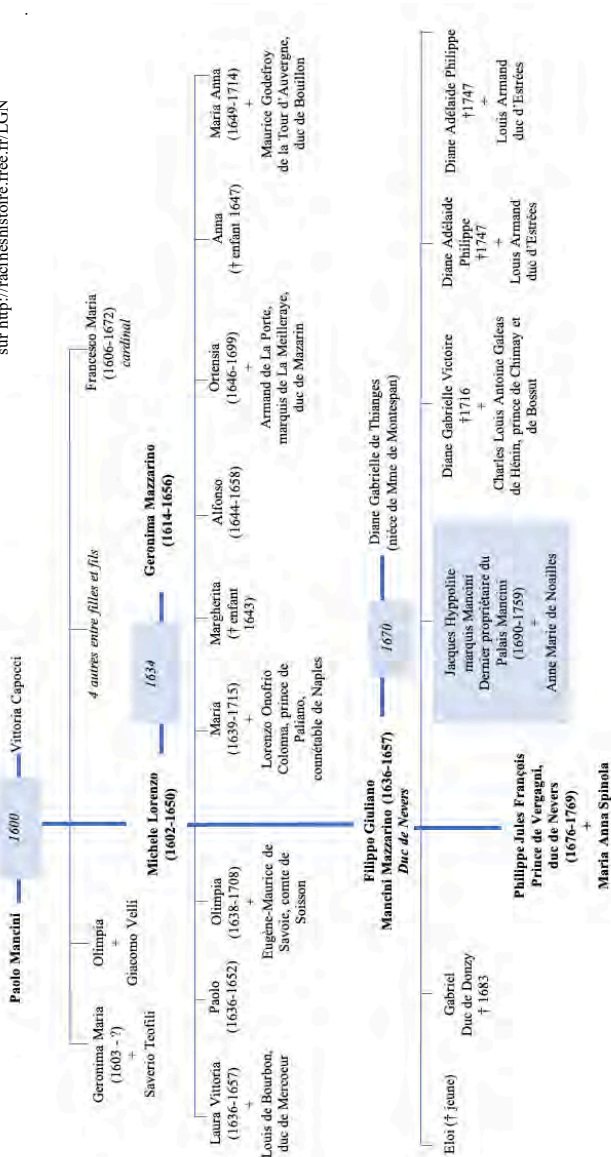 .
sur http://racineshistoire.free.fr/LGN
Paolo Mancini
1600
Vittoria Capocci
Geronima Maria
(1603 - ?)
+
Saverio Teofili
Olimpia
+
Giacomo Velli
4 autres entre filles et fils
Francesco Maria
(1606-1672)
cardinal
Michele Lorenzo
(1602-1650)
1634
Geronima Mazzarino
(1614-1656)
Laura Vittoria
(1636-1657)
+
Louis de Bourbon,
duc de Mercoeur
Paolo
(1636-1652)
Olimpia
(1638-1708)
+
Eugène-Maurice de
Savoie, comte de
Soisson
Maria
(1639-1715)
+
Lorenzo Onofrio
Colonna, prince de
Paliano,
connétable de Naples
Margherita
(† enfant
1643)
Alfonso
(1644-1658)
Ortensia
(1646-1699)
+
Armand de La Porte,
marquis de La Meilleraye,
duc de Mazarin
Anna
(† enfant 1647)
Maria Anna
(1649-1714)
+
Maurice Godefroy
de la Tour d'Auvergne,
duc de Bouillon
Filippo Giuliano
Mancini Mazzarino (1636-1657)
Duc de Nevers
1670
Diane Gabrielle de Thianges
(nièce de Mme de Montespan)
Eloi († jeune)
Gabriel
Duc de Donzy
† 1683
Philippe Jules François
Prince de Vergagni,
duc de Nevers
(1676-1769)
+
Maria Anna Spinola
Jacques Hyppolite
marquis Mancini
Dernier propriétaire du
Palais Mancini
(1690-1759)
+
Anne Marie de Noailles
Diane Gabrielle Victoire
†1716
+
Charles Louis Antoine Galeas
de Hénin, prince de Chimay et
de Bossut
Diane Adélaide
Philippe
†1747
+
Louis Armand
duc d'Estrées
Diane Adélaide Philippe
†1747
+
Louis Armand
duc d'Estrées